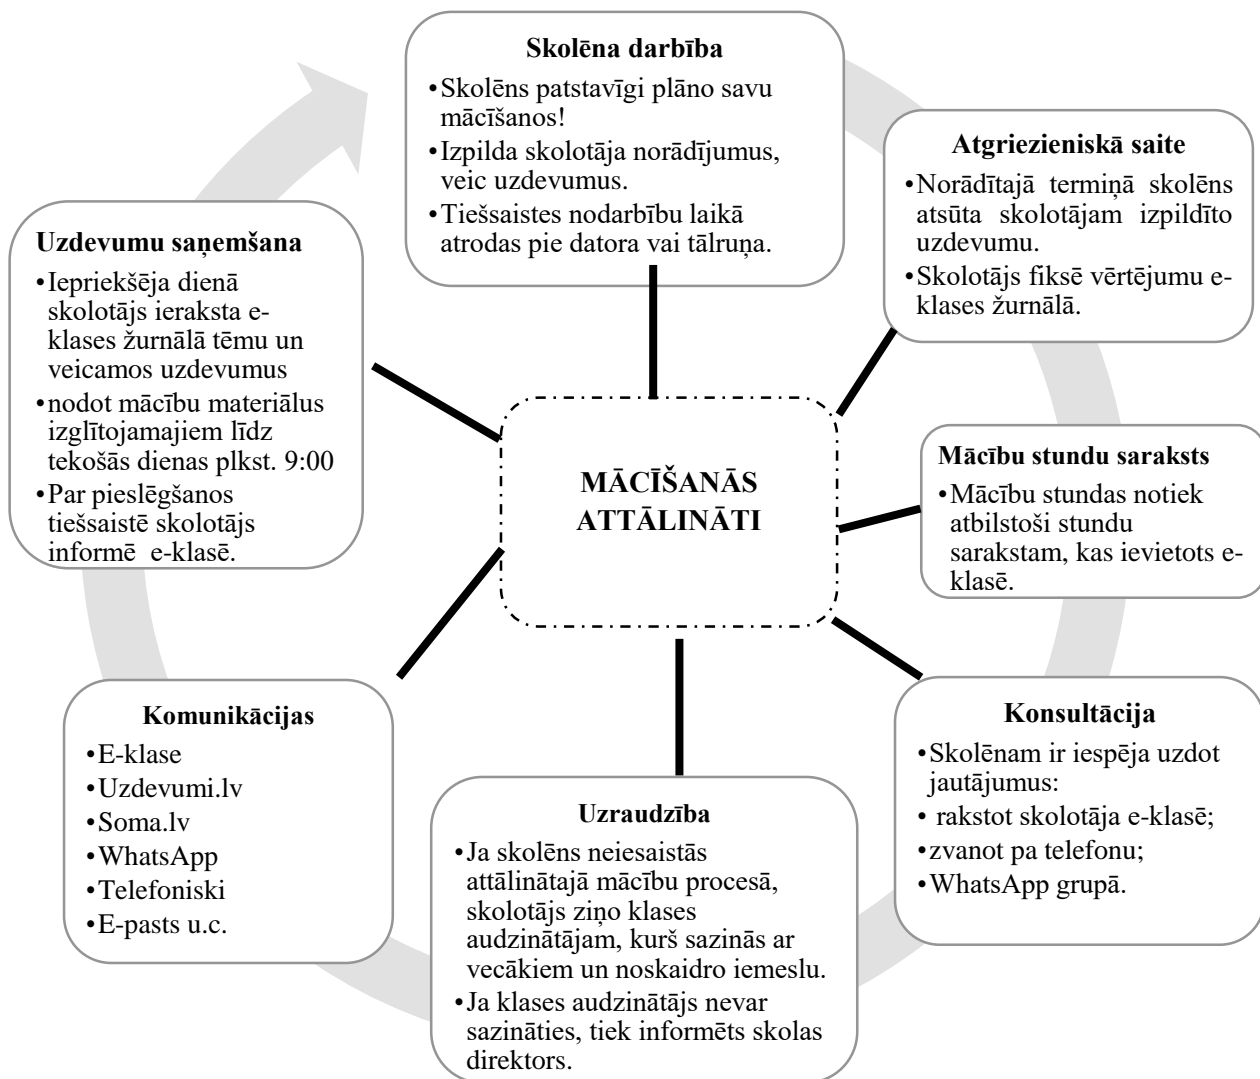 Skolēna darbība
•Skolēns patstavīgi plāno savu
mācīšanos!
•Izpilda skolotāja norādījumus,
veic uzdevumus.
•Tiešsaistes nodarbību laikā
atrodas pie datora vai tālruņa.
Atgriezieniskā saite
•Norādītajā termiņā skolēns
atsūta skolotājam izpildīto
uzdevumu.
•Skolotājs fiksē vērtējumu e-
klases žurnālā.
Mācību stundu saraksts
•Mācību stundas notiek
atbilstoši stundu
sarakstam, kas ievietots e-
klasē.
Konsultācija
•Skolēnam ir iespēja uzdot
jautājumus:
• rakstot skolotāja e-klasē;
•zvanot pa telefonu;
•WhatsApp grupā.
Uzraudzība
•Ja skolēns neiesaistās
attālinātajā mācību procesā,
skolotājs ziņo klases
audzinātājam, kurš sazinās ar
vecākiem un noskaidro iemeslu.
•Ja klases audzinātājs nevar
sazināties, tiek informēts skolas
direktors.
Komunikācijas
•E-klase
•Uzdevumi.lv
•Soma.lv
•WhatsApp
•Telefoniski
•E-pasts u.c.
Uzdevumu saņemšana
•Iepriekšēja dienā
skolotājs ieraksta e-
klases žurnālā tēmu un
veicamos uzdevumus
•nodot mācību materiālus
izglītojamajiem līdz
tekošās dienas plkst. 9:00
•Par pieslēgšanos
tiešsaistē skolotājs
informē e-klasē.
MĀCĪŠANĀS
ATTĀLINĀTI